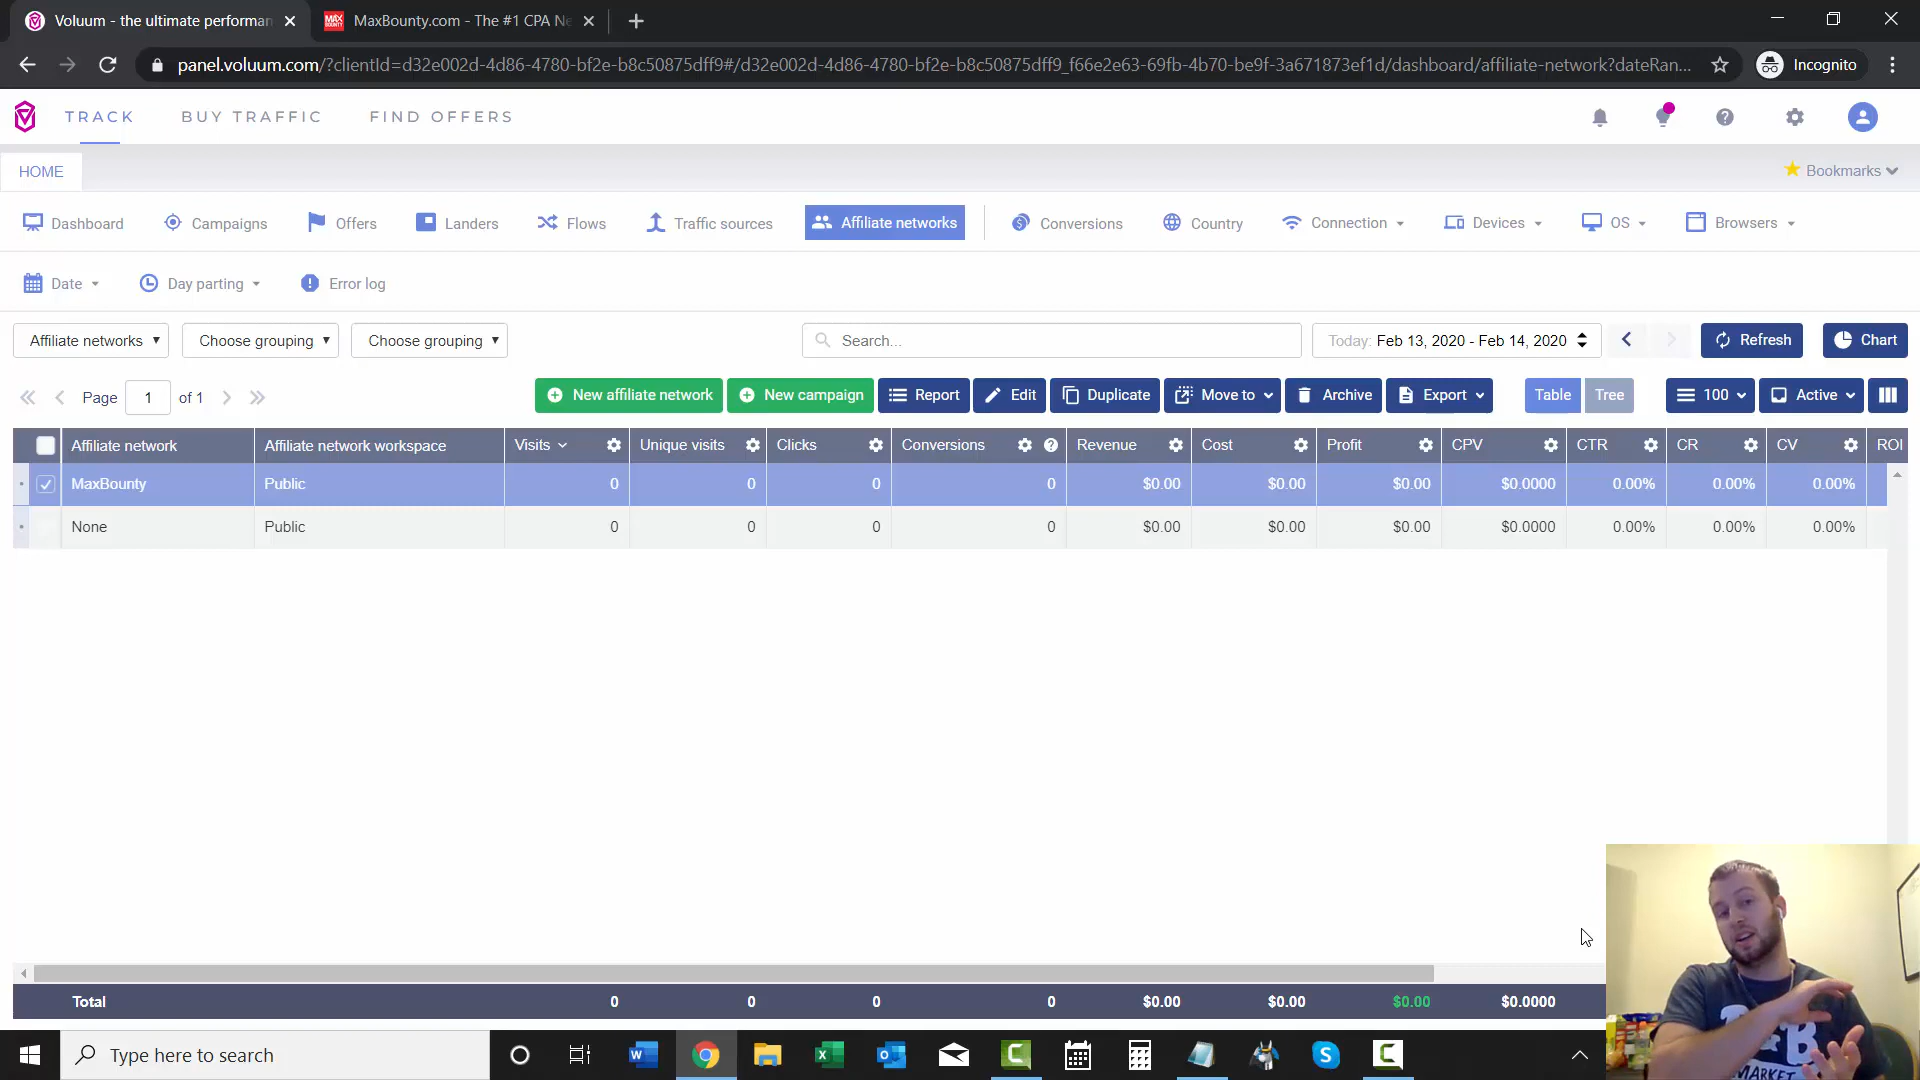 Voluum - the ultimate performan
MaxBounty.com - The #1 CPA Ne
panel.voluum.com/?clientId=d32e002d-4d86-4780-bf2e-b8c50875dff9#/d32e002d-4d86-4780-bf2e-b8c50875dff9_f66e2e63-69fb-4b70-be9f-3a671873ef1d/dashboard/affiliate-network?dateRan...
Incognito
TRACK BUY TRAFFIC FIND OFFERS
HOME
Bookmarks
Dashboard Campaigns Offers Landers Flows Traffic sources Affiliate networks Conversions Country Connection Devices OS Browsers
Date Day parting Error log
Affiliate networks Choose grouping Choose grouping Search... Today: Feb 13, 2020 - Feb 14, 2020 Refresh Chart
Page 1 of 1 New affiliate network New campaign Report Edit Duplicate Move to Archive Export Table Tree 100 Active
Affiliate network Affiliate network workspace Visits Unique visits Clicks Conversions Revenue Cost Profit CPV CTR CR CV ROI
MaxBounty Public 0 0 0 0 $0.00 $0.00 $0.00 $0.0000 0.00% 0.00% 0.00%
None Public 0 0 0 0 $0.00 $0.00 $0.00 $0.0000 0.00% 0.00% 0.00%
Total 0 0 0 0 $0.00 $0.00 $0.00 $0.0000
Type here to search
MARKET